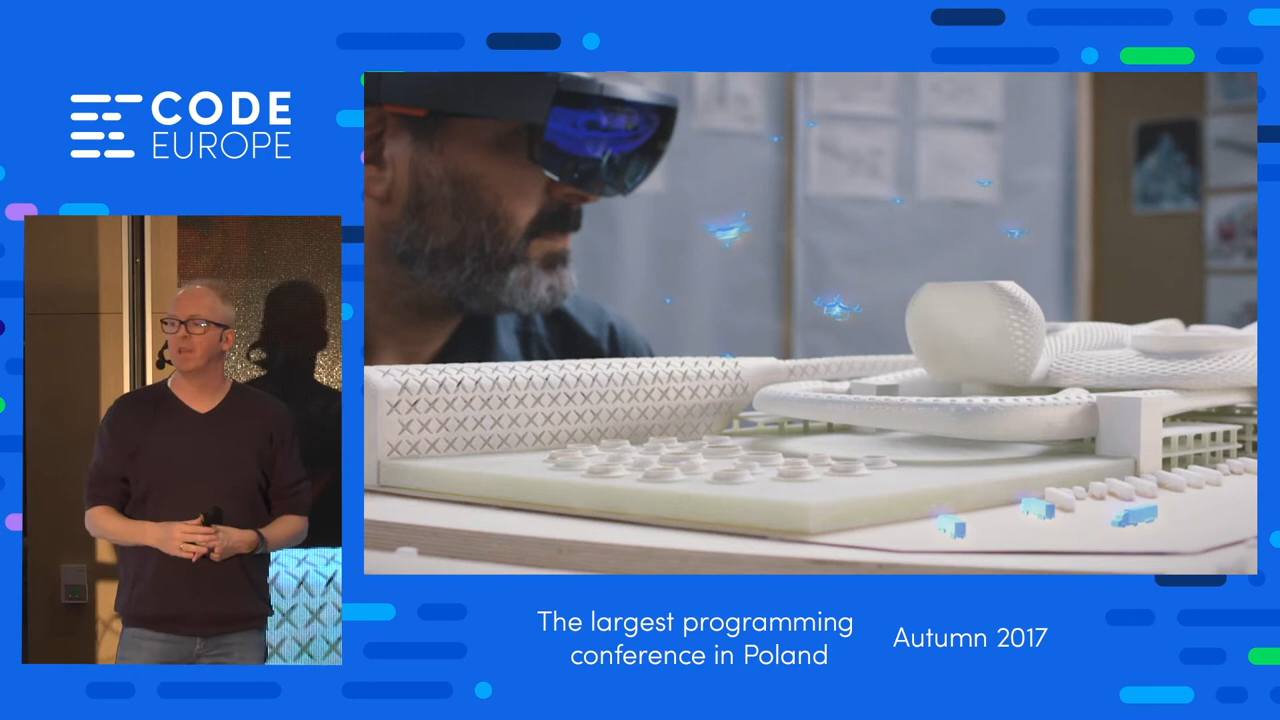 CODE
EUROPE
The largest programming
conference in Poland
Autumn 2017